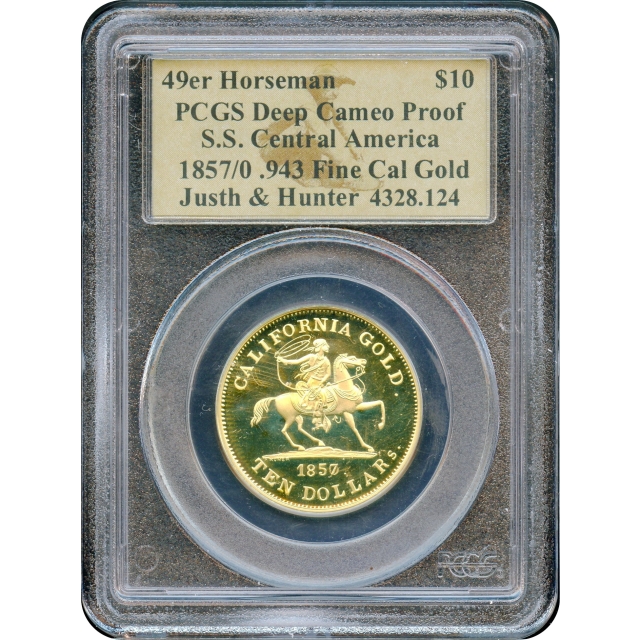 49er Horseman $10
PCGS Deep Cameo Proof
S.S. Central America
1857/0 .943 Fine Cal Gold
Justh & Hunter 4328.124
CALIFORNIA GOLD.
1857
TEN DOLLARs.
PCGS